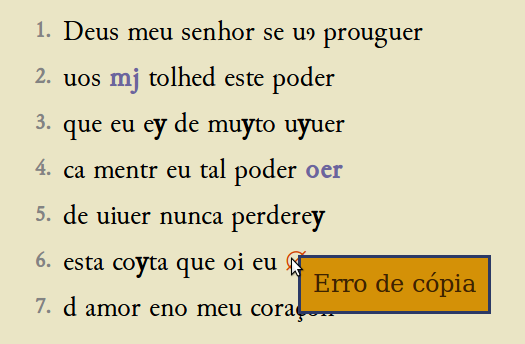 1. Deus meu senhor se uꝯ prouguer
2. uos mj tolhed este poder
3. que eu ey de muyto uyuer
4. ca mentr eu tal poder oer
5. de uiuer nunca perderey
6. esta coyta que oi eu
Erro de cópia
7. d amor eno meu coraçon